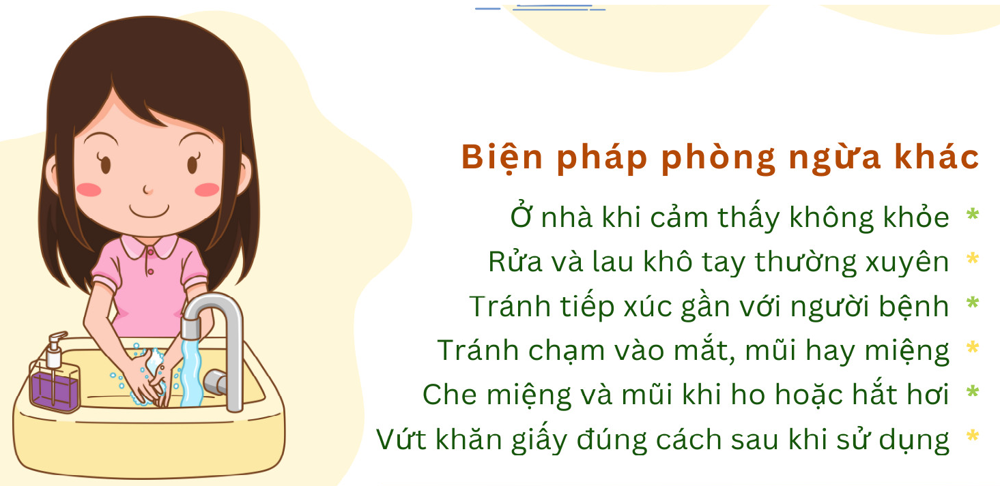 Biện pháp phòng ngừa khác
Ở nhà khi cảm thấy không khỏe *
Rửa và lau khô tay thường xuyên *
Tránh tiếp xúc gần với người bệnh *
Tránh chạm vào mắt, mũi hay miệng *
Che miệng và mũi khi ho hoặc hắt hơi *
Vứt khăn giấy đúng cách sau khi sử dụng *